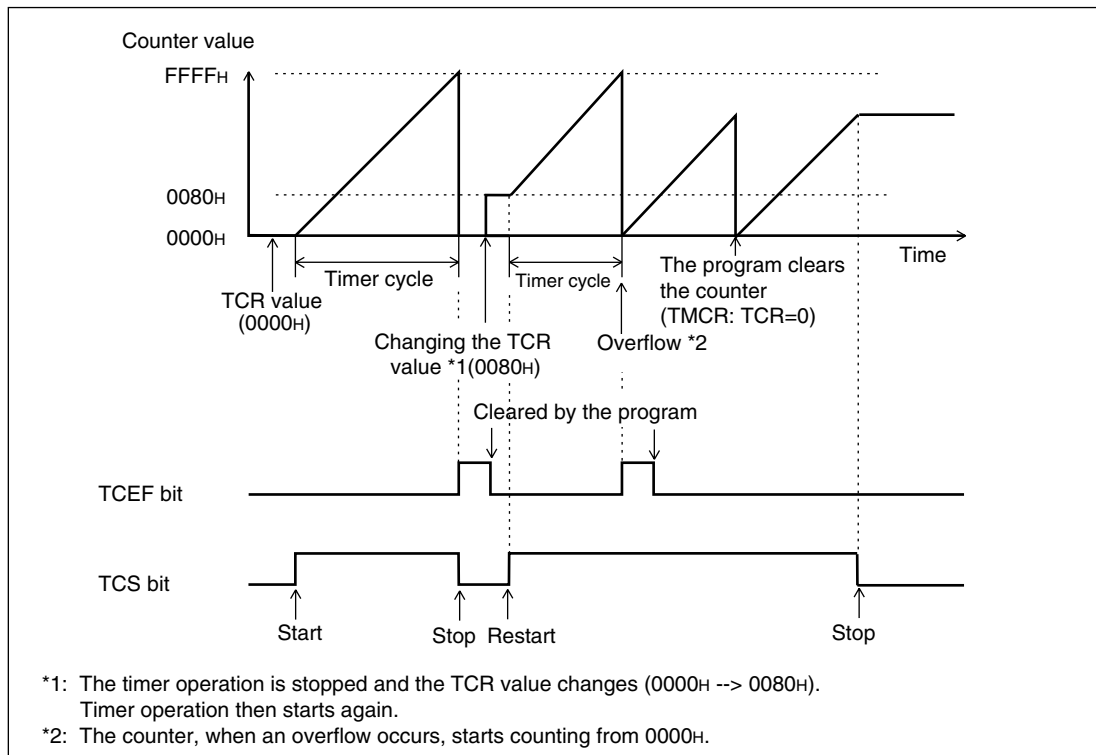 Counter value
FFFFH
0080H
0000H
Time
Timer cycle
Timer cycle
TCR value
(0000H)
Changing the TCR
value *1(0080H)
Overflow *2
The program clears
the counter
(TMCR: TCR=0)
Cleared by the program
TCEF bit
TCS bit
Start
Stop
Restart
Stop
*1: The timer operation is stopped and the TCR value changes (0000H --> 0080H).
Timer operation then starts again.
*2: The counter, when an overflow occurs, starts counting from 0000H.